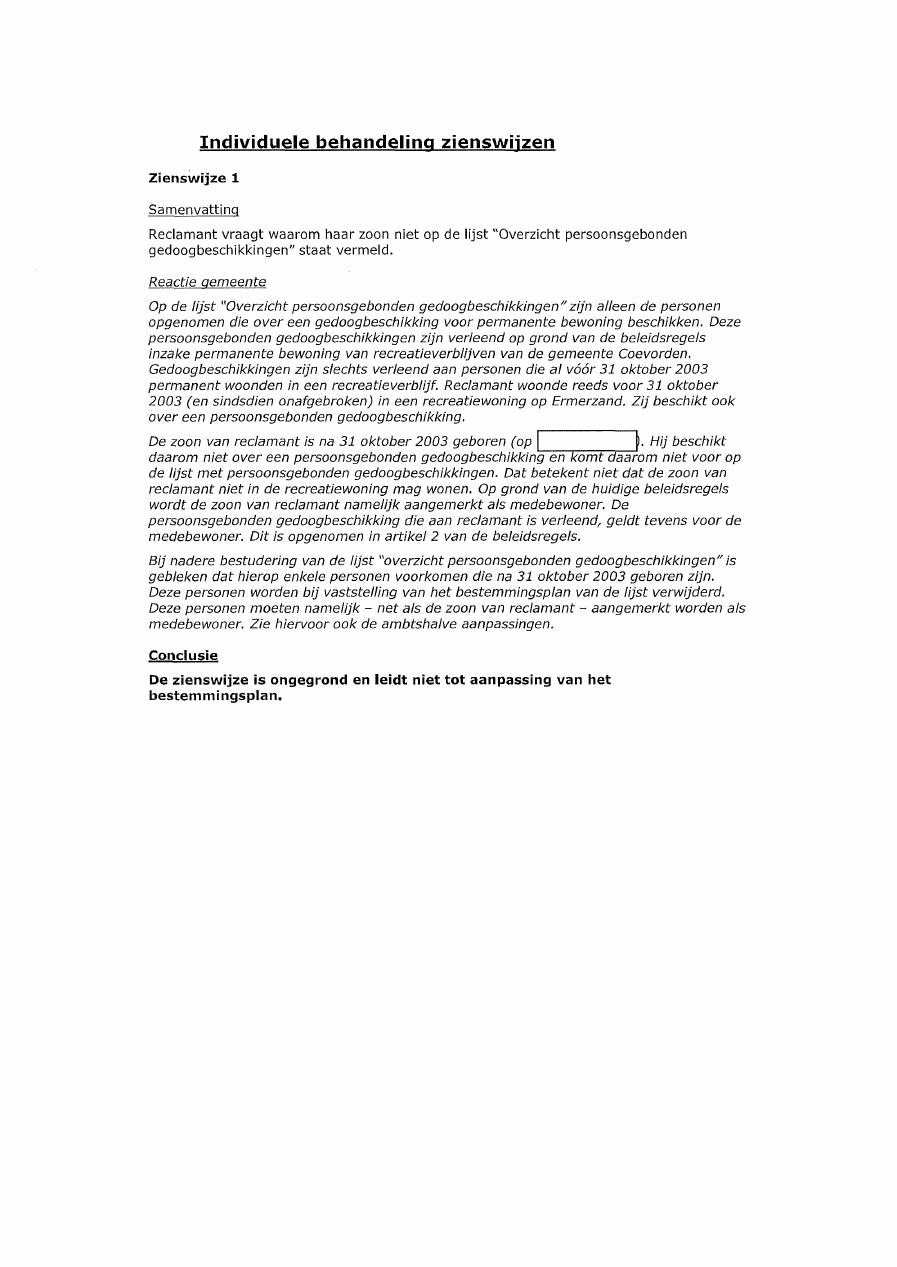 Individuele behandeling zienswijzen
Zienswijze 1
Samenvatting
Reclamant vraagt waarom haar zoon niet op de lijst "Overzicht persoonsgebonden
gedoogbeschikkingen" staat vermeld.
Reactie gemeente
Op de lijst "Overzicht persoonsgebonden gedoogbeschikkingen" zijn alleen de personen
opgenomen die over een gedoogbeschikking voor permanente bewoning beschikken. Deze
persoonsgebonden gedoogbeschikkingen zijn verleend op grond van de beleidsregels
inzake permanente bewoning van recreatieverblijven van de gemeente Coevorden.
Gedoogbeschikkingen zijn slechts verleend aan personen die al vóór 31 oktober 2003
permanent woonden in een recreatieverblijf. Reclamant woonde reeds voor 31 oktober
2003 (en sindsdien onafgebroken) in een recreatiewoning op Ermerzand. Zij beschikt ook
over een persoonsgebonden gedoogbeschikking.
De zoon van reclamant is na 31 oktober 2003 geboren (op ). Hij beschikt
daarom niet over een persoonsgebonden gedoogbeschikking en komt daarom niet voor op
de lijst met persoonsgebonden gedoogbeschikkingen. Dat betekent niet dat de zoon van
reclamant niet in de recreatiewoning mag wonen. Op grond van de huidige beleidsregels
wordt de zoon van reclamant namelijk aangemerkt als medebewoner. De
persoonsgebonden gedoogbeschikking die aan reclamant is verleend, geldt tevens voor de
medebewoner. Dit is opgenomen in artikel 2 van de beleidsregels.
Bij nadere bestudering van de lijst "overzicht persoonsgebonden gedoogbeschikkingen" is
gebleken dat hierop enkele personen voorkomen die na 31 oktober 2003 geboren zijn.
Deze personen worden bij vaststelling van het bestemmingsplan van de lijst verwijderd.
Deze personen moeten namelijk – net als de zoon van reclamant – aangemerkt worden als
medebewoner. Zie hiervoor ook de ambtshalve aanpassingen.
Conclusie
De zienswijze is ongegrond en leidt niet tot aanpassing van het
bestemmingsplan.